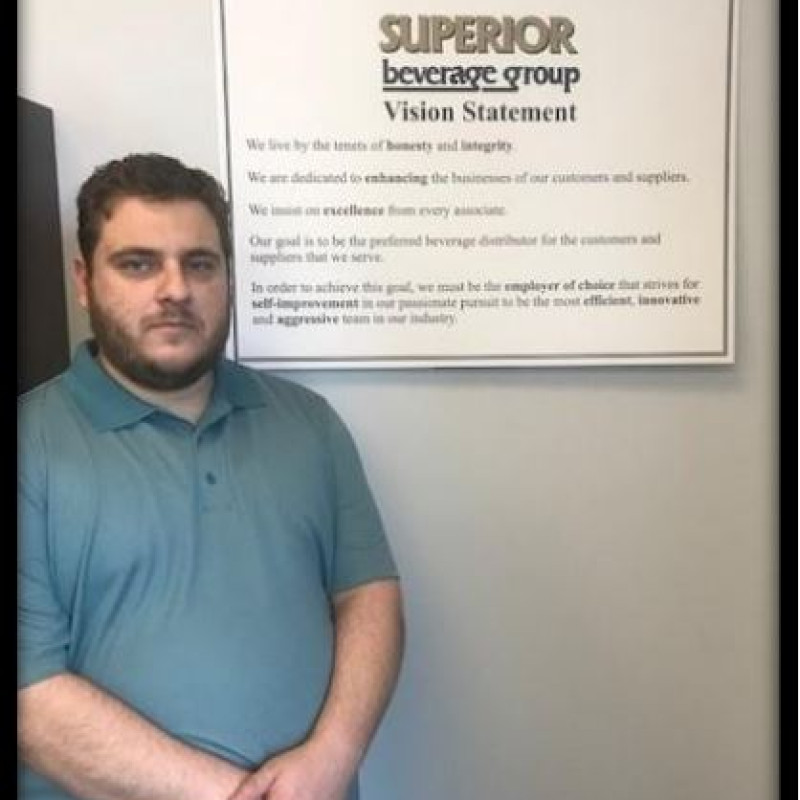 SUPERIOR
beverage group
Vision Statement
We live by the tenets of honesty and integrity.
We are dedicated to enhancing the businesses of our customers and suppliers.
We insist on excellence from every associate.
Our goal is to be the preferred beverage distributor for the customers and
suppliers that we serve.
In order to achieve this goal, we must be the employer of choice that strives for
self-improvement in our passionate pursuit to be the most efficient, innovative
and aggressive team in our industry.